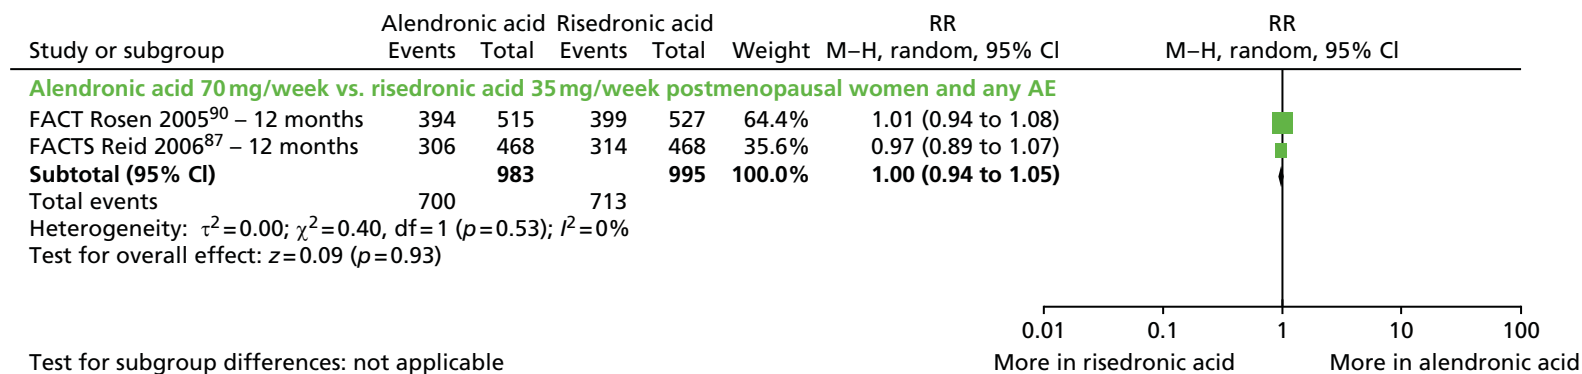 Alendronic acid Risedronic acid RR RR
Study or subgroup Events Total Events Total Weight M–H, random, 95% CI M–H, random, 95% CI
Alendronic acid 70 mg/week vs. risedronic acid 35 mg/week postmenopausal women and any AE
FACT Rosen 2005⁹⁰ – 12 months 394 515 399 527 64.4% 1.01 (0.94 to 1.08)
FACTS Reid 2006⁸⁷ – 12 months 306 468 314 468 35.6% 0.97 (0.89 to 1.07)
Subtotal (95% CI) 983 995 100.0% 1.00 (0.94 to 1.05)
Total events 700 713
Heterogeneity: τ²=0.00; χ²=0.40, df=1 (p=0.53); I²=0%
Test for overall effect: z=0.09 (p=0.93)
0.01 0.1 1 10 100
Test for subgroup differences: not applicable More in risedronic acid More in alendronic acid